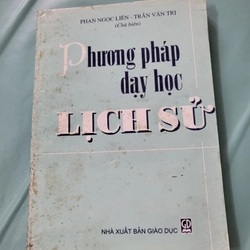 PHAN NGỌC LIÊN - TRẦN VĂN TRỊ
(Chủ biên)
Phương pháp
dạy học
LỊCH SỬ
NHÀ XUẤT BẢN GIÁO DỤC